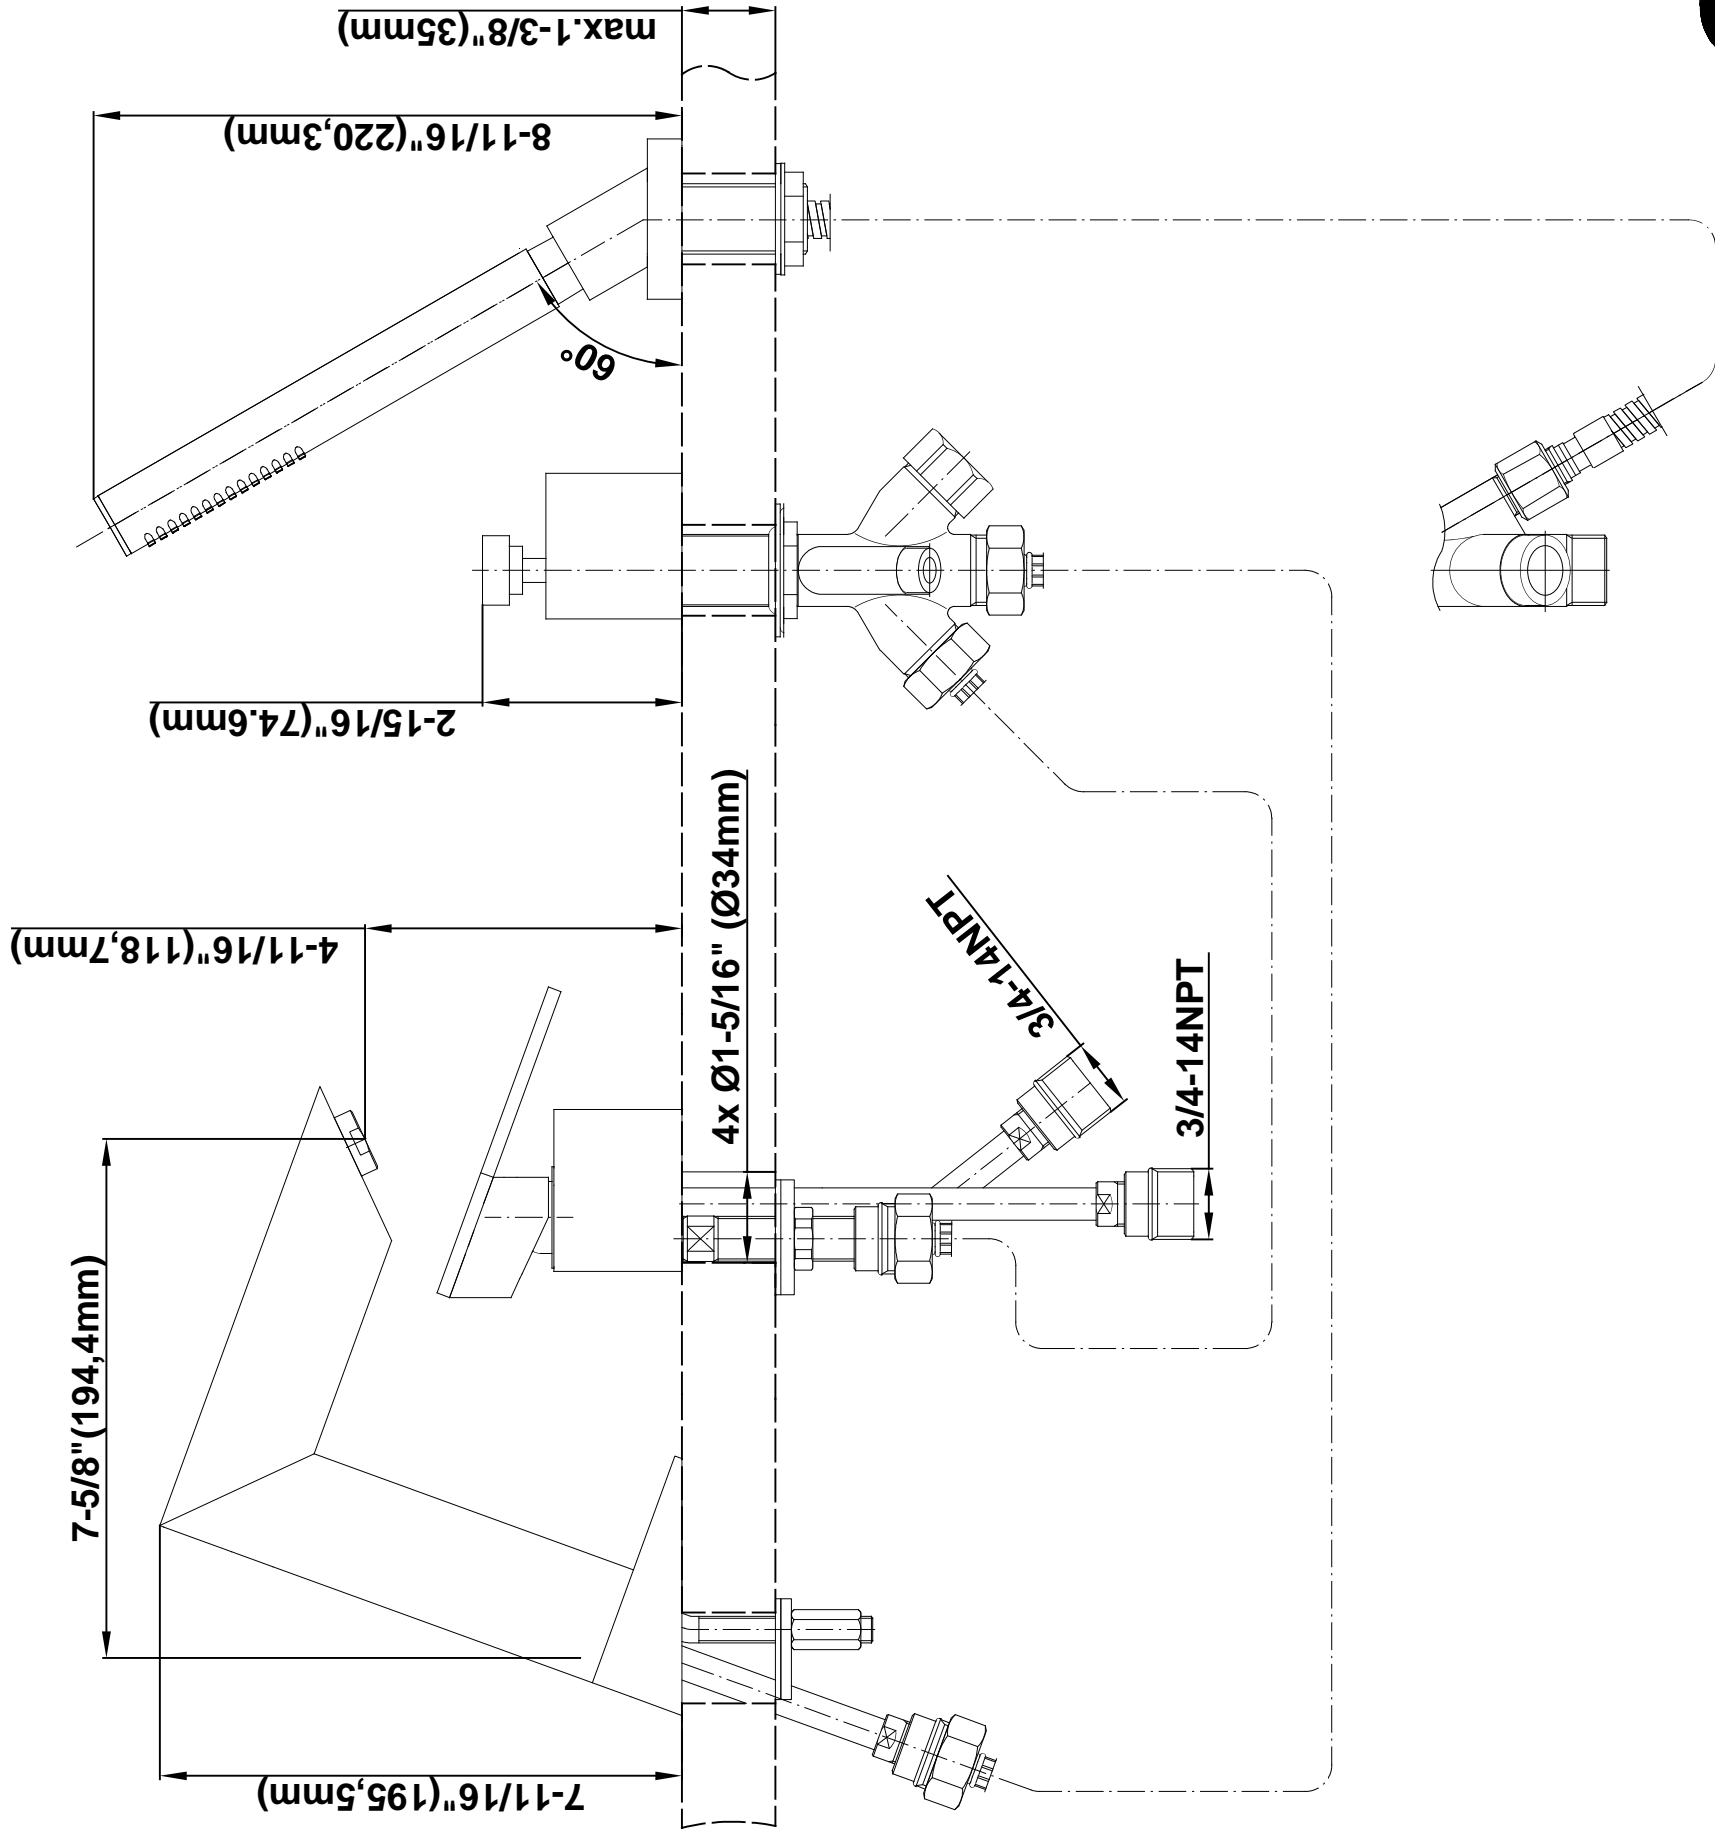 max.1-3/8"(35mm)
8-11/16"(220,3mm)
60°
2-15/16"(74.6mm)
4x Ø1-5/16" (Ø34mm)
4-11/16"(118,7mm)
3/4-14NPT
3/4-14NPT
7-5/8"(194,4mm)
7-11/16"(195,5mm)